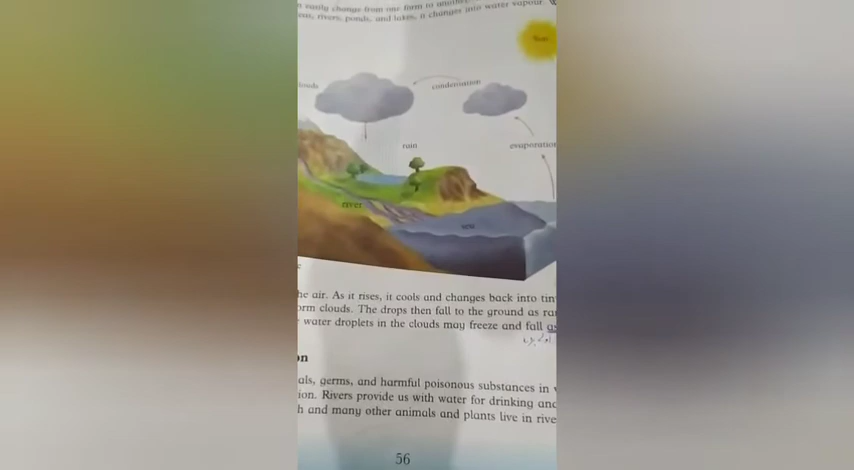 easily change from one form to another
eas, rivers, ponds, and lakes, it changes into water vapour.
Sun
louds
condensation
rain
evaporation
river
sea
he air. As it rises, it cools and changes back into tin
orm clouds. The drops then fall to the ground as rai
water droplets in the clouds may freeze and fall as
on
als, germs, and harmful poisonous substances in w
ion. Rivers provide us with water for drinking and
h and many other animals and plants live in rive
56